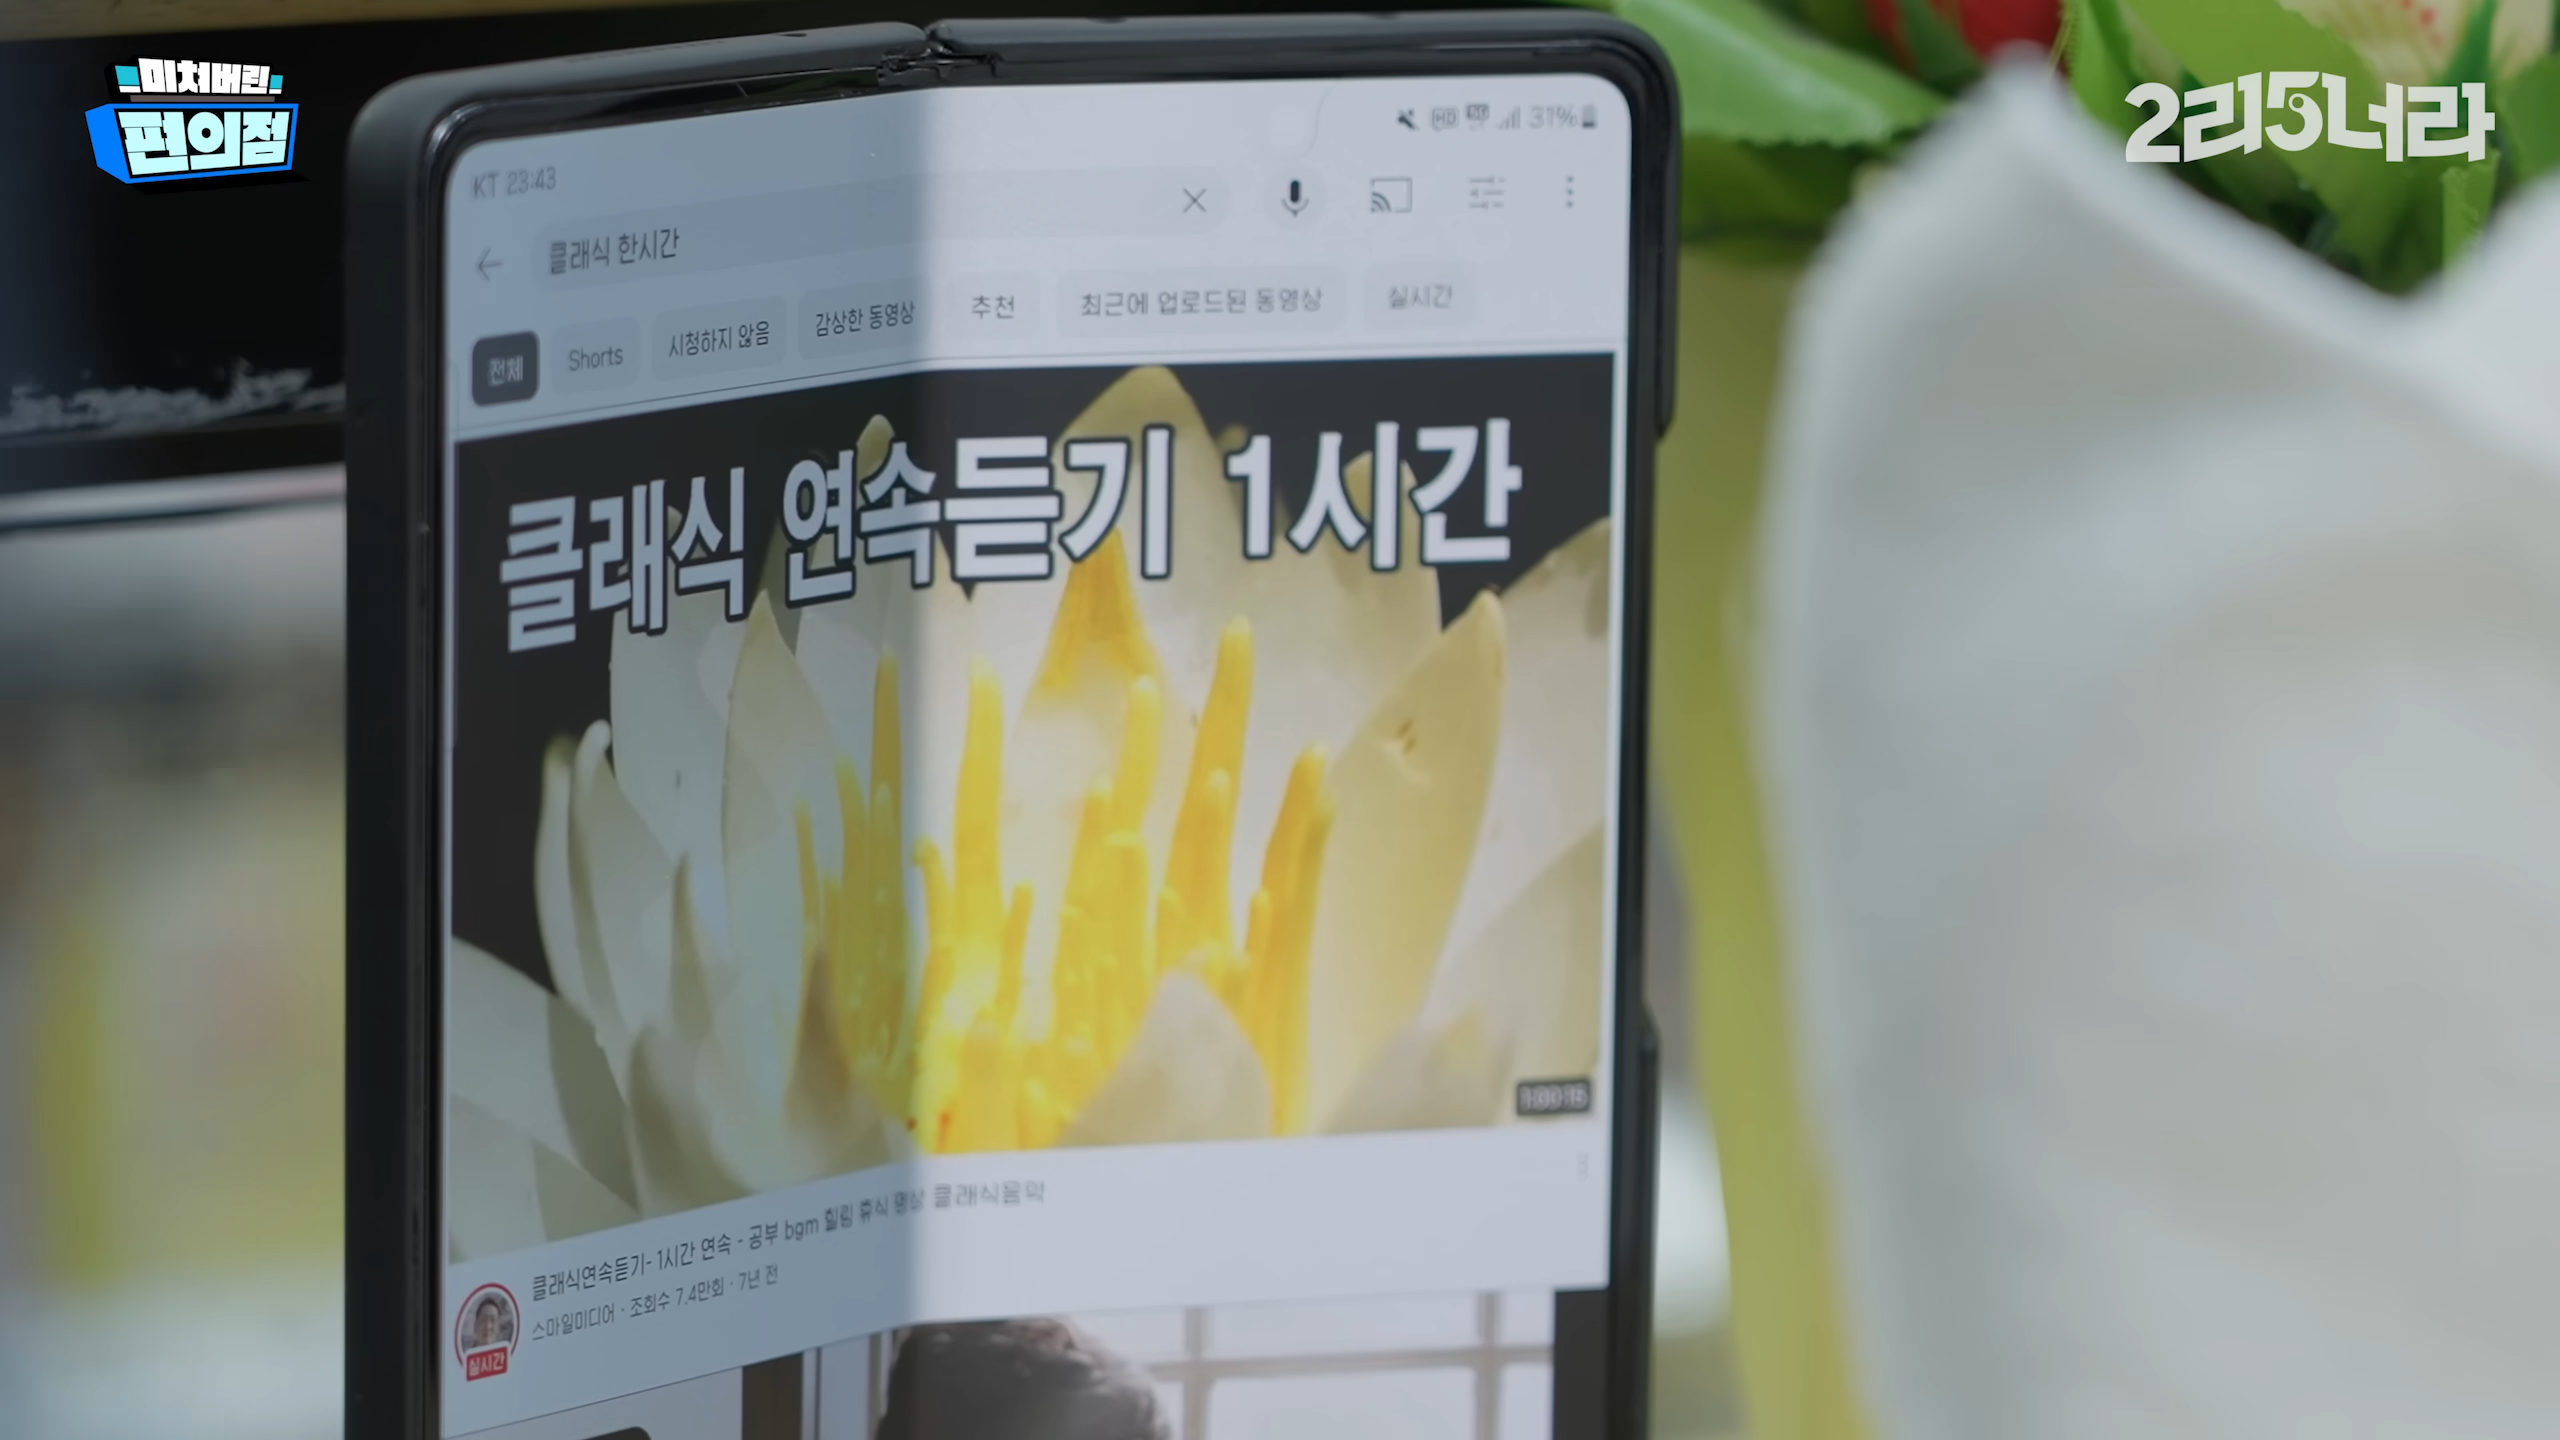 미쳐버린
편의점
2리5너라
KT 23:43
31%
클래식 한시간
전체 Shorts 시청하지 않음 감상한 동영상 추천 최근에 업로드된 동영상 실시간
클래식 연속듣기 1시간
클래식연속듣기- 1시간 연속 - 공부 bgm 힐링 휴식 명상 클래식음악
스마일미디어 · 조회수 7.4만회 · 7년 전
실시간